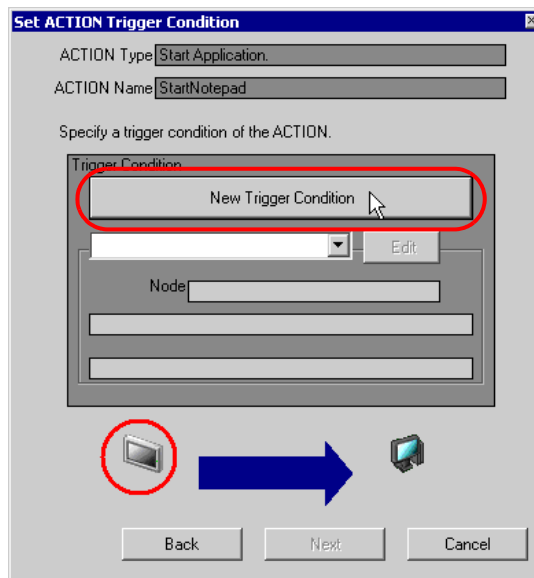 Set ACTION Trigger Condition
ACTION Type Start Application.
ACTION Name StartNotepad
Specify a trigger condition of the ACTION.
Trigger Condition
New Trigger Condition
Edit
Node
Back Next Cancel